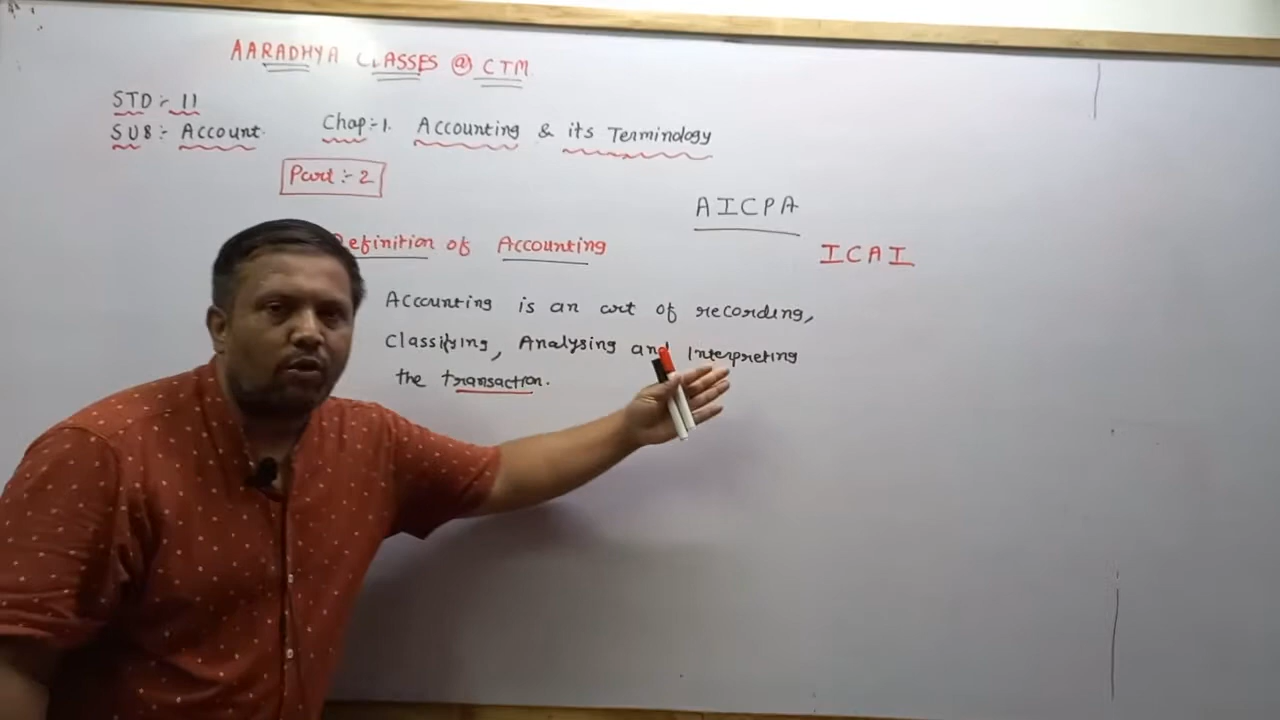 AARADHYA CLASSES @ CTM
STD :- 11
SUB :- Account. Chap :- 1. Accounting & its Terminology
Part :- 2
AICPA
Definition of Accounting
ICAI
Accounting is an art of recording,
Classifying, Analysing and Interpreting
the transaction.